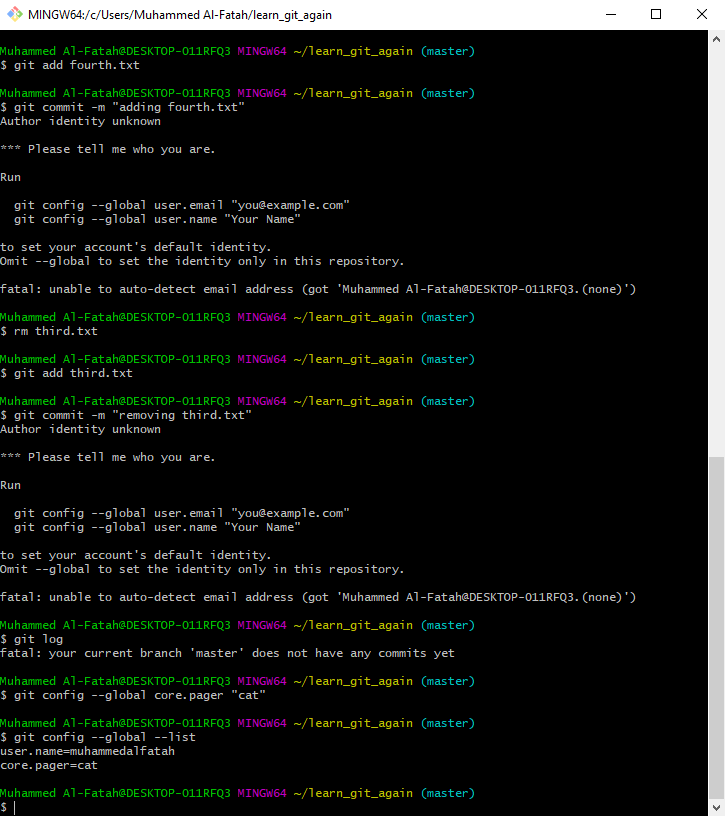 MINGW64:/c/Users/Muhammed Al-Fatah/learn_git_again
Muhammed Al-Fatah@DESKTOP-O11RFQ3 MINGW64 ~/learn_git_again (master)
$ git add fourth.txt
Muhammed Al-Fatah@DESKTOP-O11RFQ3 MINGW64 ~/learn_git_again (master)
$ git commit -m "adding fourth.txt"
Author identity unknown
*** Please tell me who you are.
Run
git config --global user.email "you@example.com"
git config --global user.name "Your Name"
to set your account's default identity.
Omit --global to set the identity only in this repository.
fatal: unable to auto-detect email address (got 'Muhammed Al-Fatah@DESKTOP-O11RFQ3.(none)')
Muhammed Al-Fatah@DESKTOP-O11RFQ3 MINGW64 ~/learn_git_again (master)
$ rm third.txt
Muhammed Al-Fatah@DESKTOP-O11RFQ3 MINGW64 ~/learn_git_again (master)
$ git add third.txt
Muhammed Al-Fatah@DESKTOP-O11RFQ3 MINGW64 ~/learn_git_again (master)
$ git commit -m "removing third.txt"
Author identity unknown
*** Please tell me who you are.
Run
git config --global user.email "you@example.com"
git config --global user.name "Your Name"
to set your account's default identity.
Omit --global to set the identity only in this repository.
fatal: unable to auto-detect email address (got 'Muhammed Al-Fatah@DESKTOP-O11RFQ3.(none)')
Muhammed Al-Fatah@DESKTOP-O11RFQ3 MINGW64 ~/learn_git_again (master)
$ git log
fatal: your current branch 'master' does not have any commits yet
Muhammed Al-Fatah@DESKTOP-O11RFQ3 MINGW64 ~/learn_git_again (master)
$ git config --global core.pager "cat"
Muhammed Al-Fatah@DESKTOP-O11RFQ3 MINGW64 ~/learn_git_again (master)
$ git config --global --list
user.name=muhammedalfatah
core.pager=cat
Muhammed Al-Fatah@DESKTOP-O11RFQ3 MINGW64 ~/learn_git_again (master)
$